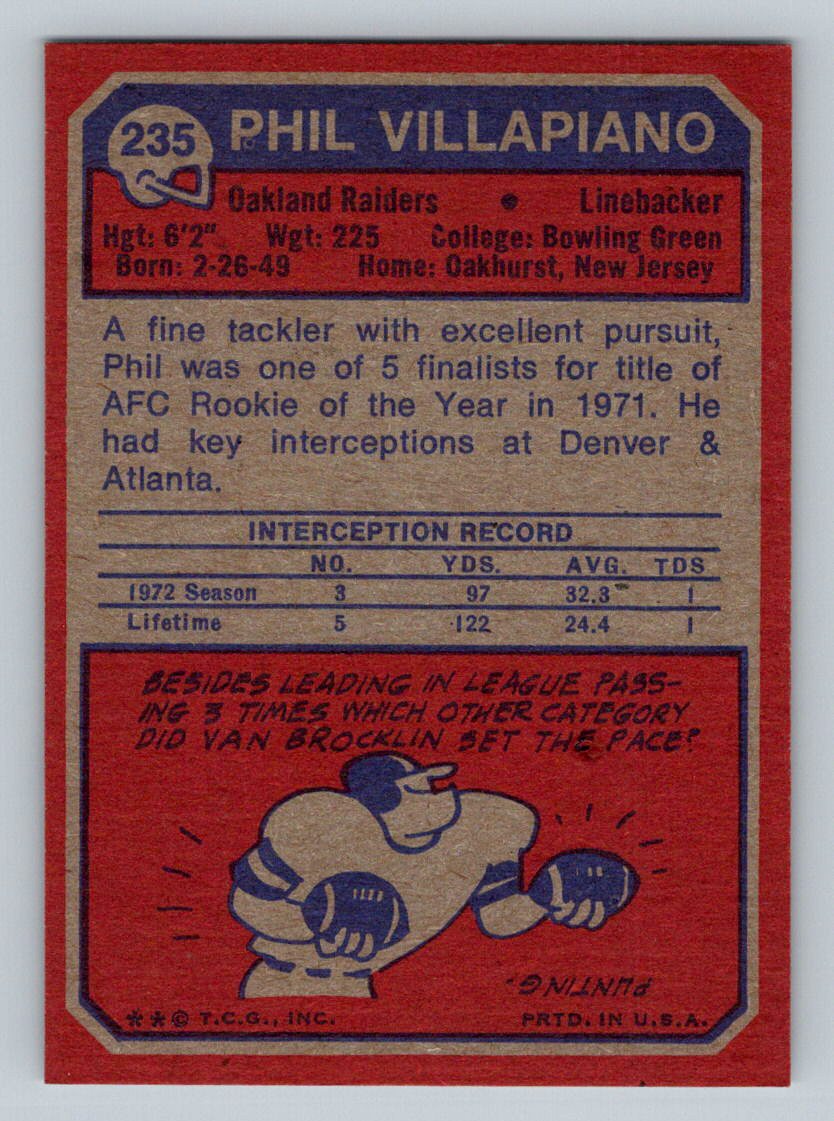 235 PHIL VILLAPIANO
Oakland Raiders • Linebacker
Hgt: 6'2" Wgt: 225 College: Bowling Green
Born: 2-26-49 Home: Oakhurst, New Jersey
A fine tackler with excellent pursuit,
Phil was one of 5 finalists for title of
AFC Rookie of the Year in 1971. He
had key interceptions at Denver &
Atlanta.
INTERCEPTION RECORD
NO. YDS. AVG. TDS
1972 Season 3 97 32.3 1
Lifetime 5 122 24.4 1
BESIDES LEADING IN LEAGUE PASS-
ING 3 TIMES WHICH OTHER CATEGORY
DID VAN BROCKLIN SET THE PACE?
PUNTING.
**© T.C.G., INC. PRTD. IN U.S.A.